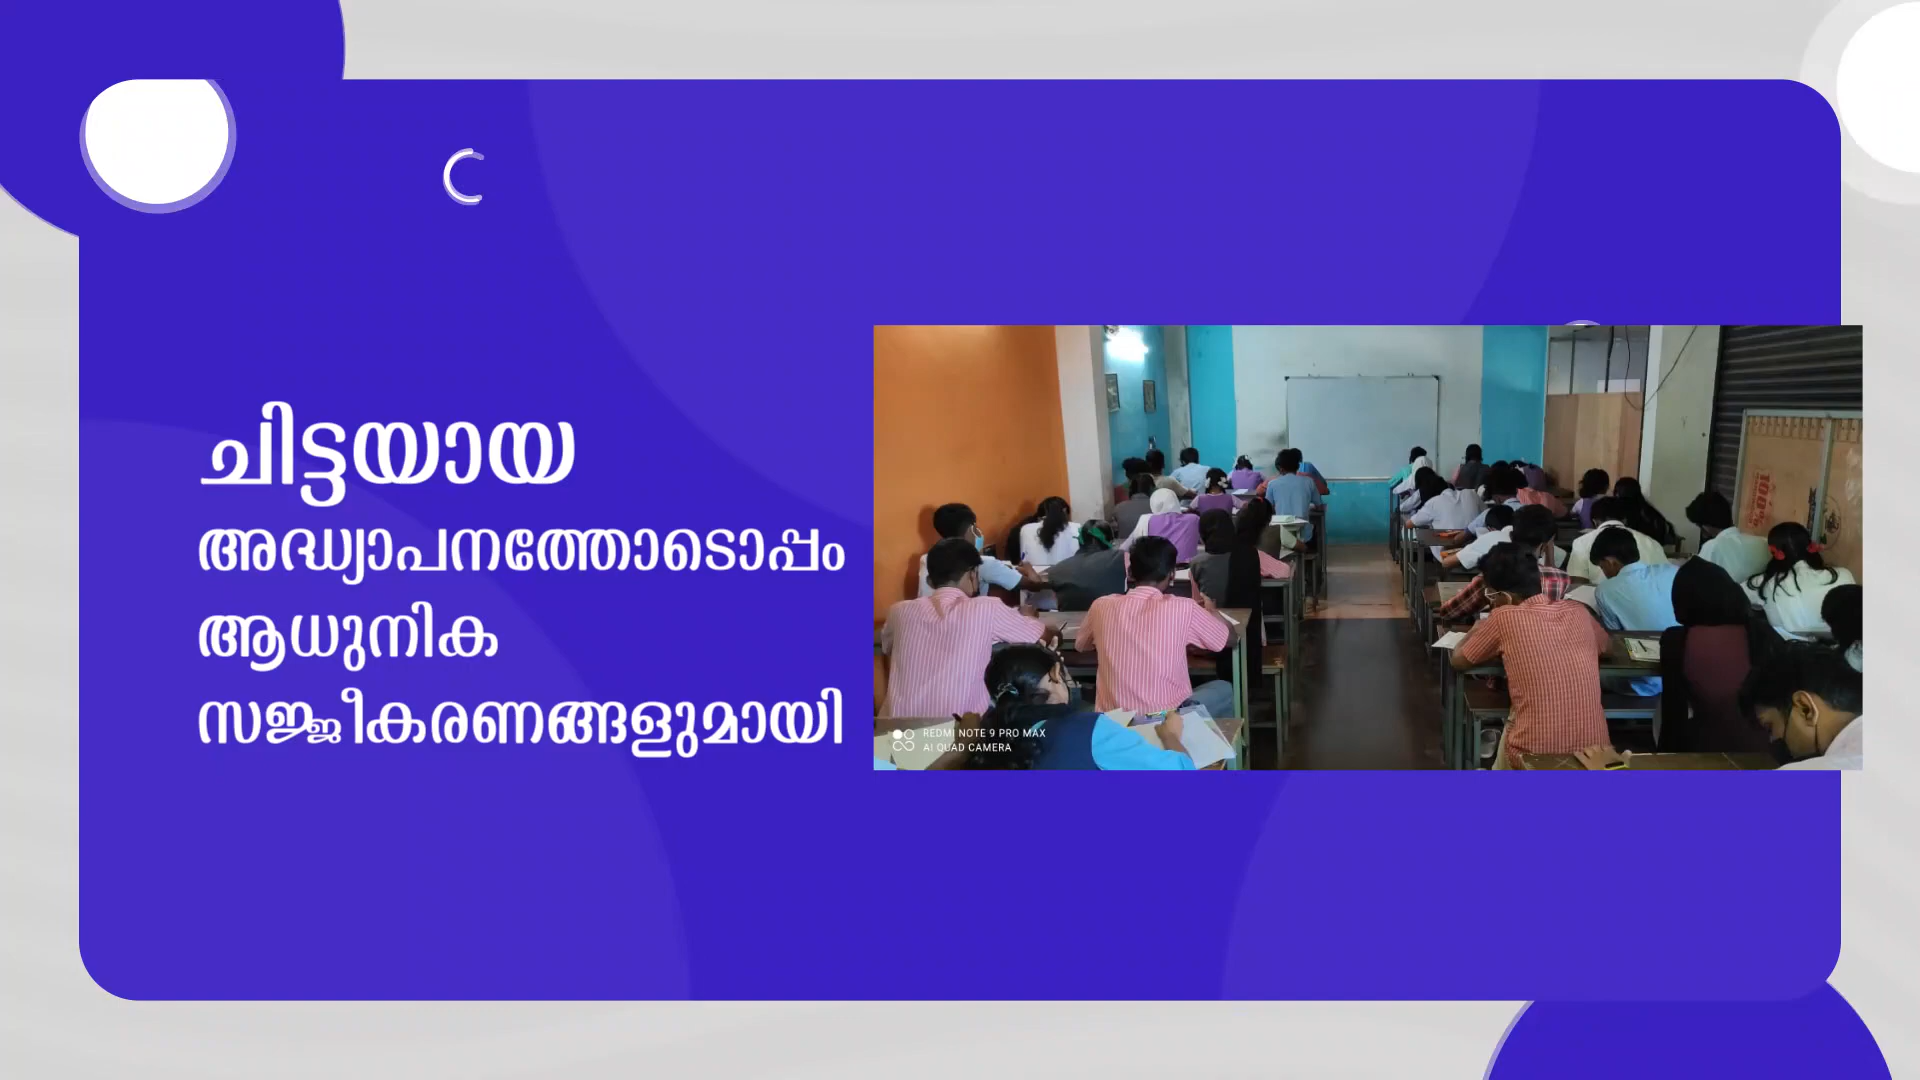 ചിട്ടയായ
അദ്ധ്യാപനത്തോടൊപ്പം
ആധുനിക
സജ്ജീകരണങ്ങളുമായി
REDMI NOTE 9 PRO MAX
AI QUAD CAMERA